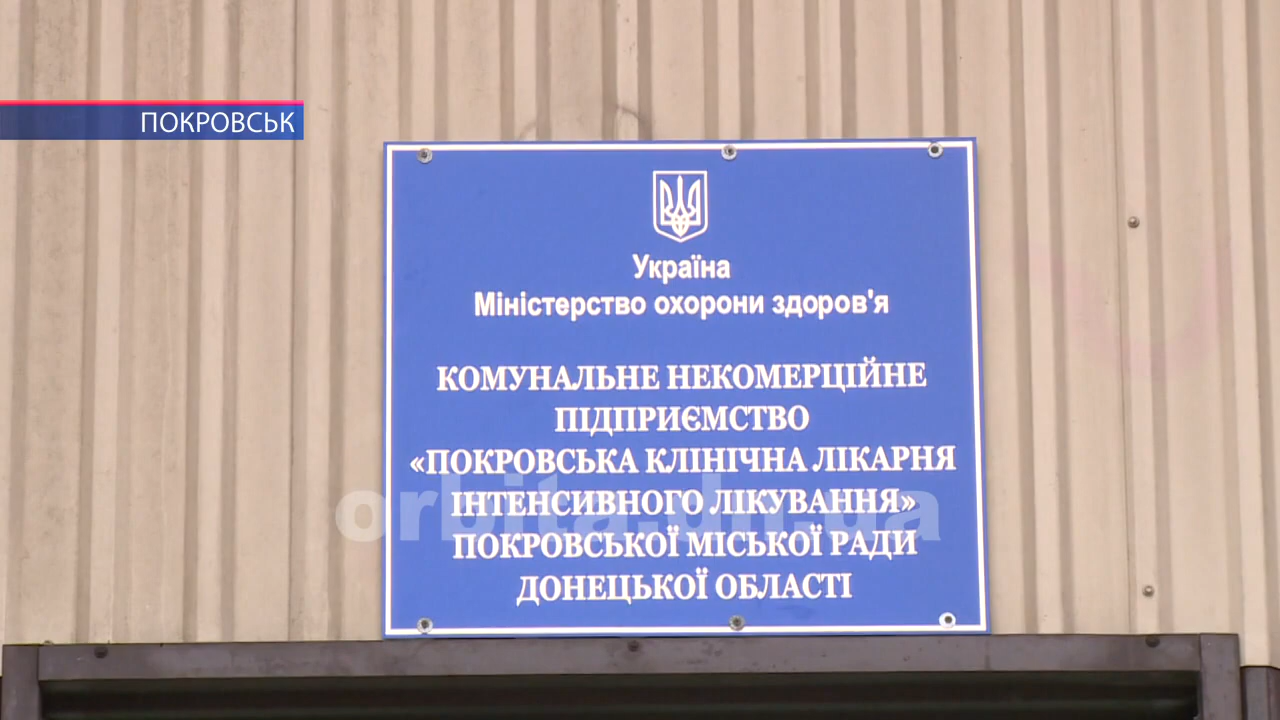 ПОКРОВСЬК
Україна
Міністерство охорони здоров'я
КОМУНАЛЬНЕ НЕКОМЕРЦІЙНЕ
ПІДПРИЄМСТВО
«ПОКРОВСЬКА КЛІНІЧНА ЛІКАРНЯ
ІНТЕНСИВНОГО ЛІКУВАННЯ»
orbita.dn.ua
ПОКРОВСЬКОЇ МІСЬКОЇ РАДИ
ДОНЕЦЬКОЇ ОБЛАСТІ